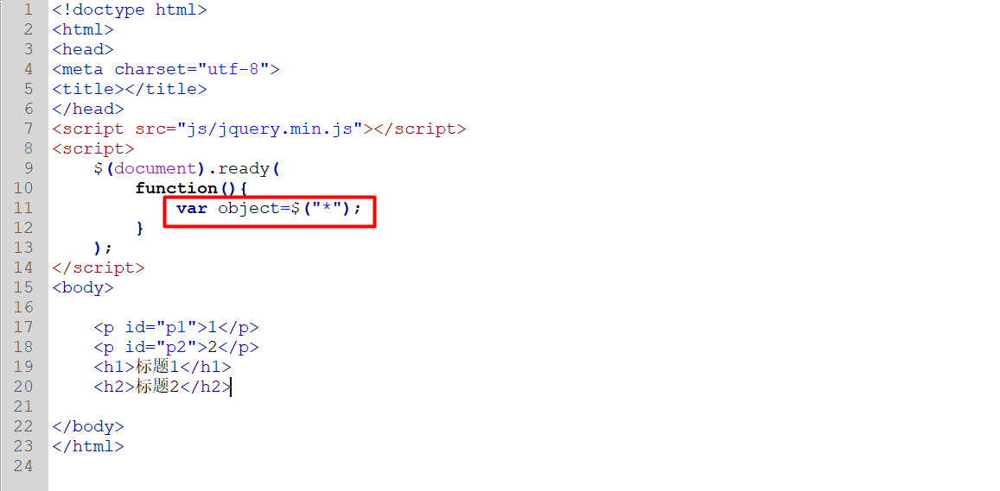 1 <!doctype html>
2 <html>
3 <head>
4 <meta charset="utf-8">
5 <title></title>
6 </head>
7 <script src="js/jquery.min.js"></script>
8 <script>
9     $(document).ready(
10         function(){
11             var object=$("*");
12         }
13     );
14 </script>
15 <body>
16
17     <p id="p1">1</p>
18     <p id="p2">2</p>
19     <h1>标题1</h1>
20     <h2>标题2</h2>
21
22 </body>
23 </html>
24